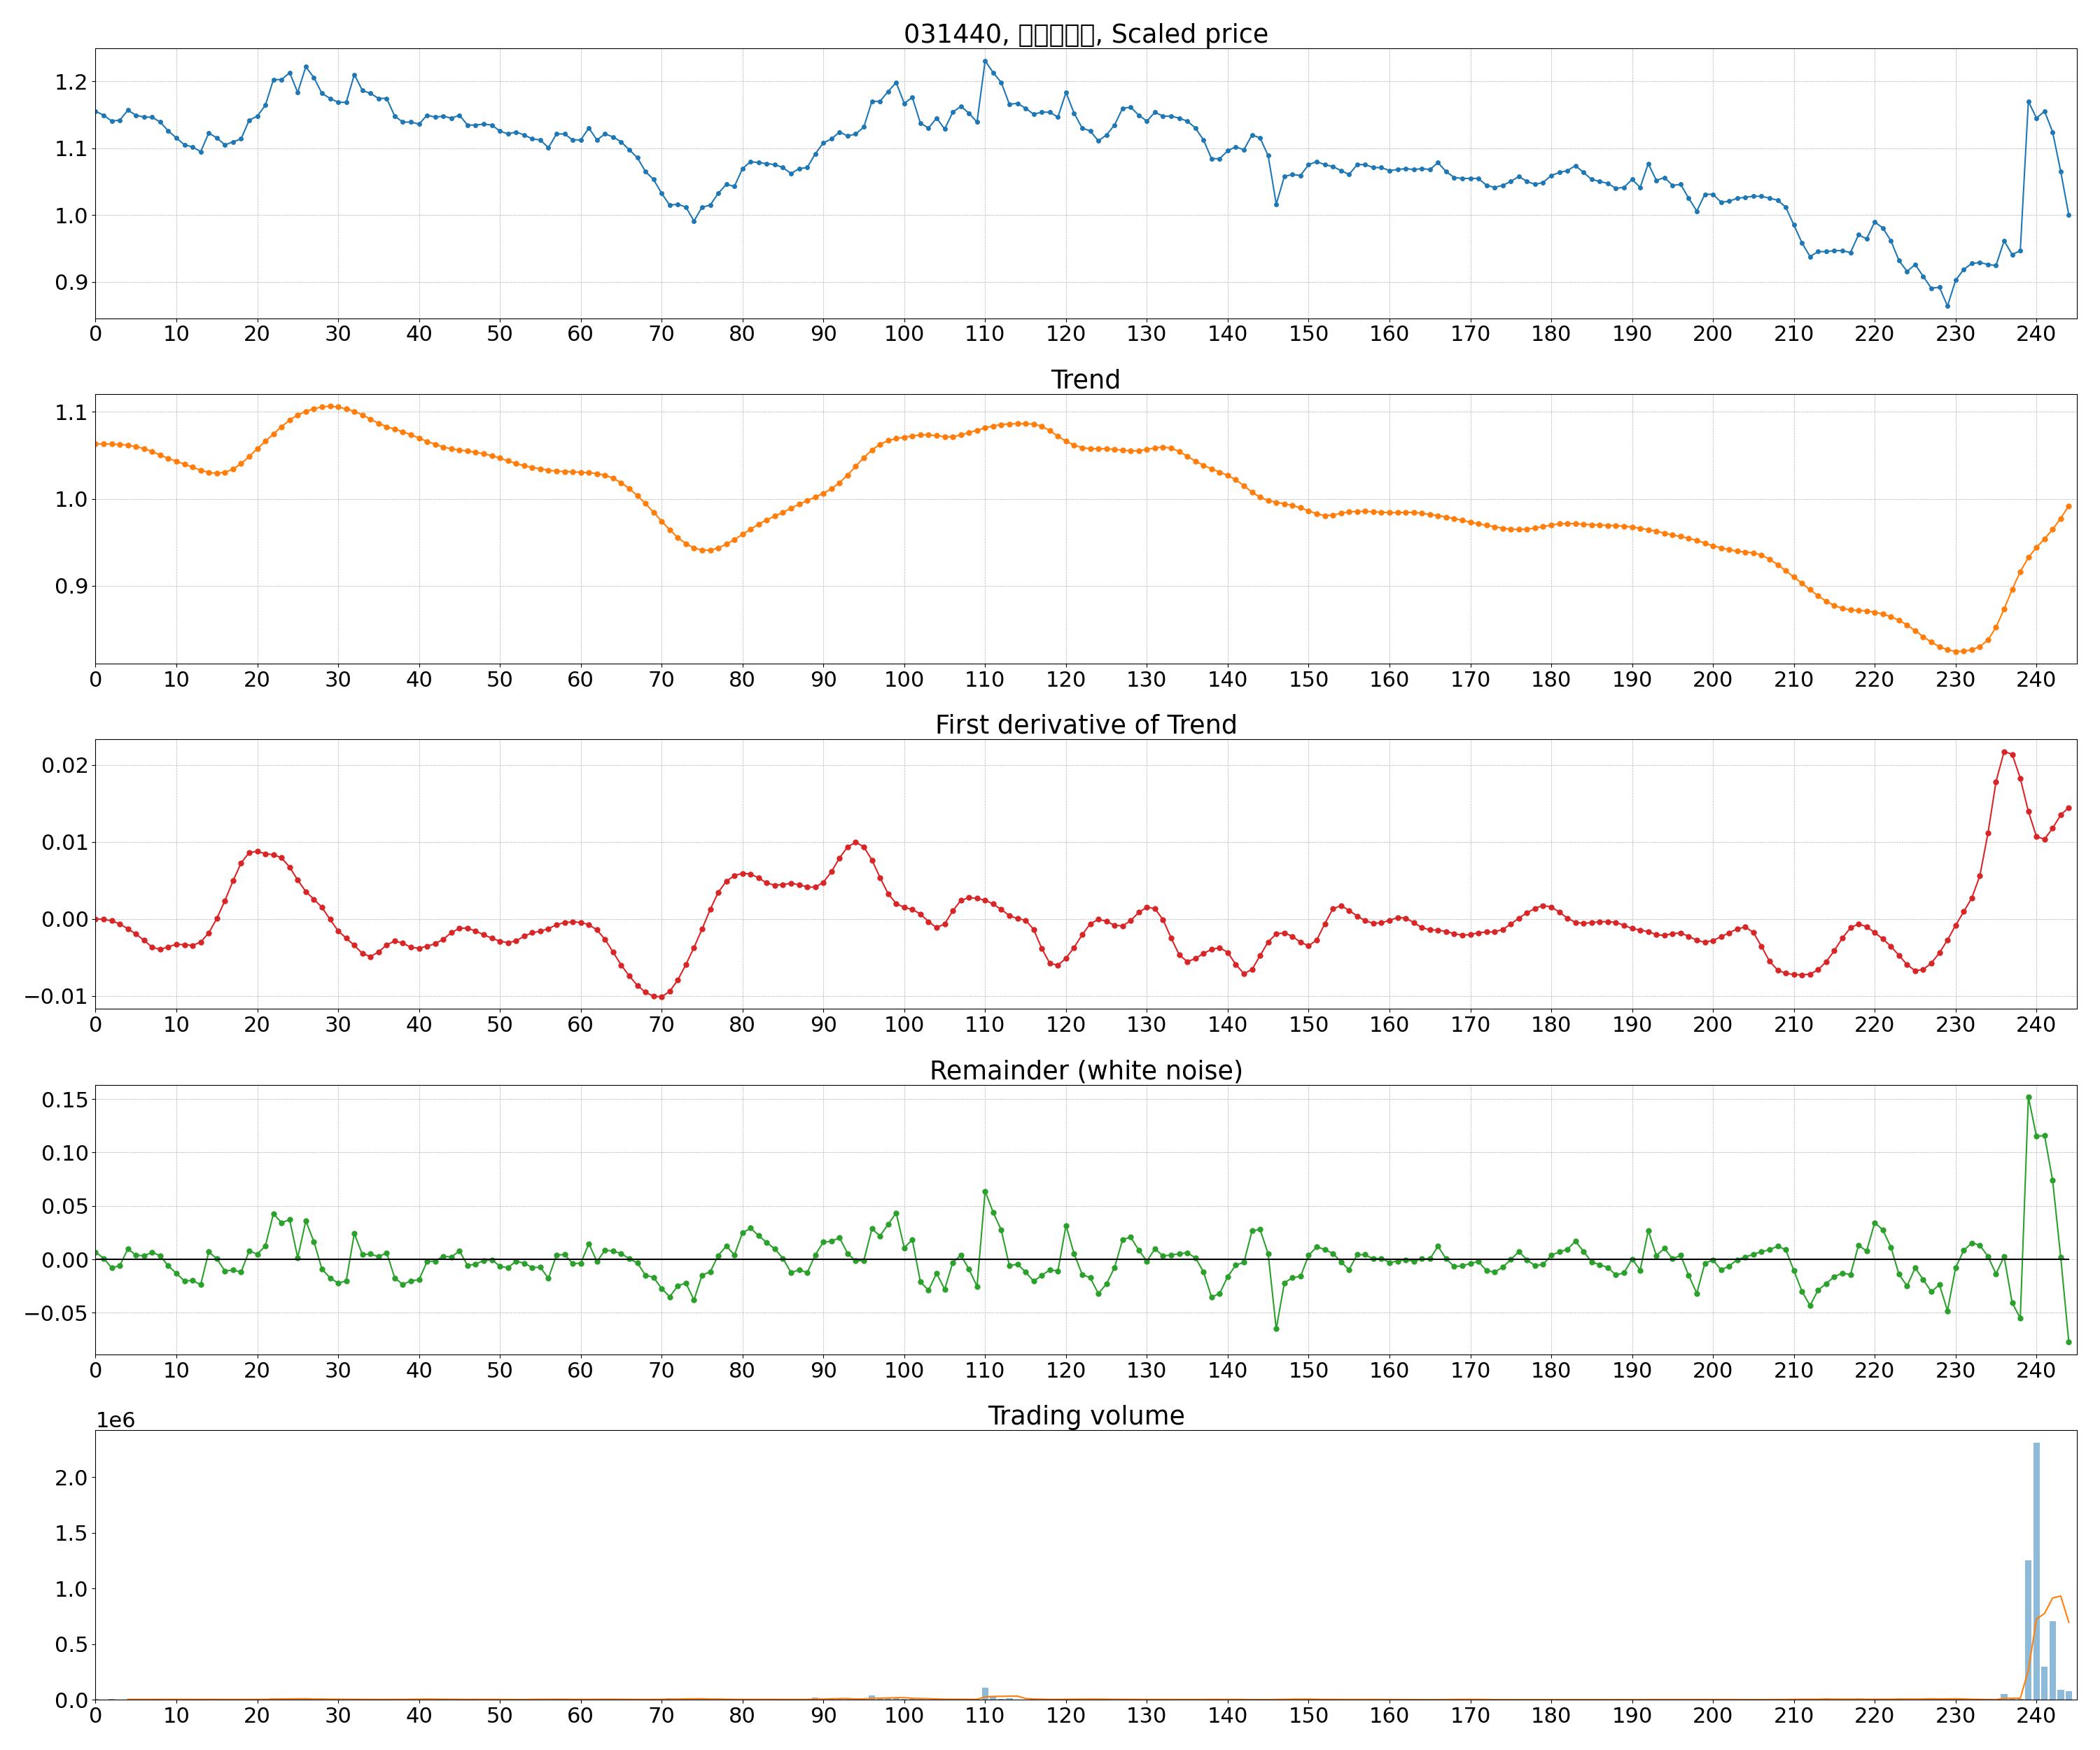 031440, □□□□□, Scaled price
1.2
1.1
1.0
0.9
0 10 20 30 40 50 60 70 80 90 100 110 120 130 140 150 160 170 180 190 200 210 220 230 240
Trend
1.1
1.0
0.9
0 10 20 30 40 50 60 70 80 90 100 110 120 130 140 150 160 170 180 190 200 210 220 230 240
First derivative of Trend
0.02
0.01
0.00
−0.01
0 10 20 30 40 50 60 70 80 90 100 110 120 130 140 150 160 170 180 190 200 210 220 230 240
Remainder (white noise)
0.15
0.10
0.05
0.00
−0.05
0 10 20 30 40 50 60 70 80 90 100 110 120 130 140 150 160 170 180 190 200 210 220 230 240
Trading volume
1e6
2.0
1.5
1.0
0.5
0.0
0 10 20 30 40 50 60 70 80 90 100 110 120 130 140 150 160 170 180 190 200 210 220 230 240